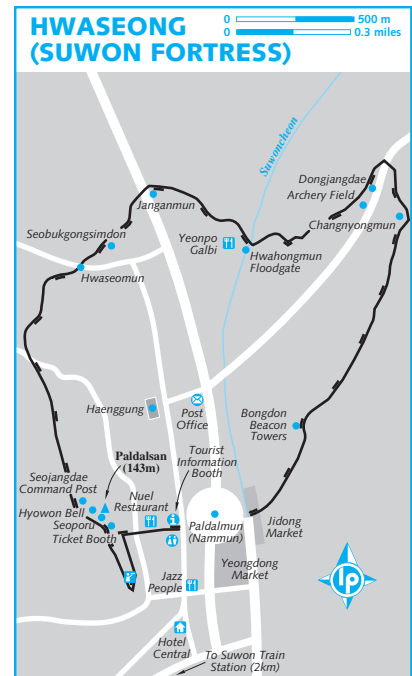 HWASEONG
(SUWON FORTRESS)
0 500 m
0 0.3 miles
Suwoncheon
Dongjangdae
Archery Field
Changnyongmun
Janganmun
Seobukgongsimdon
Yeonpo
Galbi
Hwahongmun
Floodgate
Hwaseomun
Haenggung
Post
Office
Bongdon
Beacon
Towers
Paldalsan
(143m)
Tourist
Information
Booth
Seojangdae
Command Post
Nuel
Restaurant
Hyowon Bell
Seoporu
Ticket Booth
Paldalmun
(Nammun)
Jidong
Market
Yeongdong
Market
Jazz
People
lp
Hotel
Central
To Suwon Train
Station (2km)